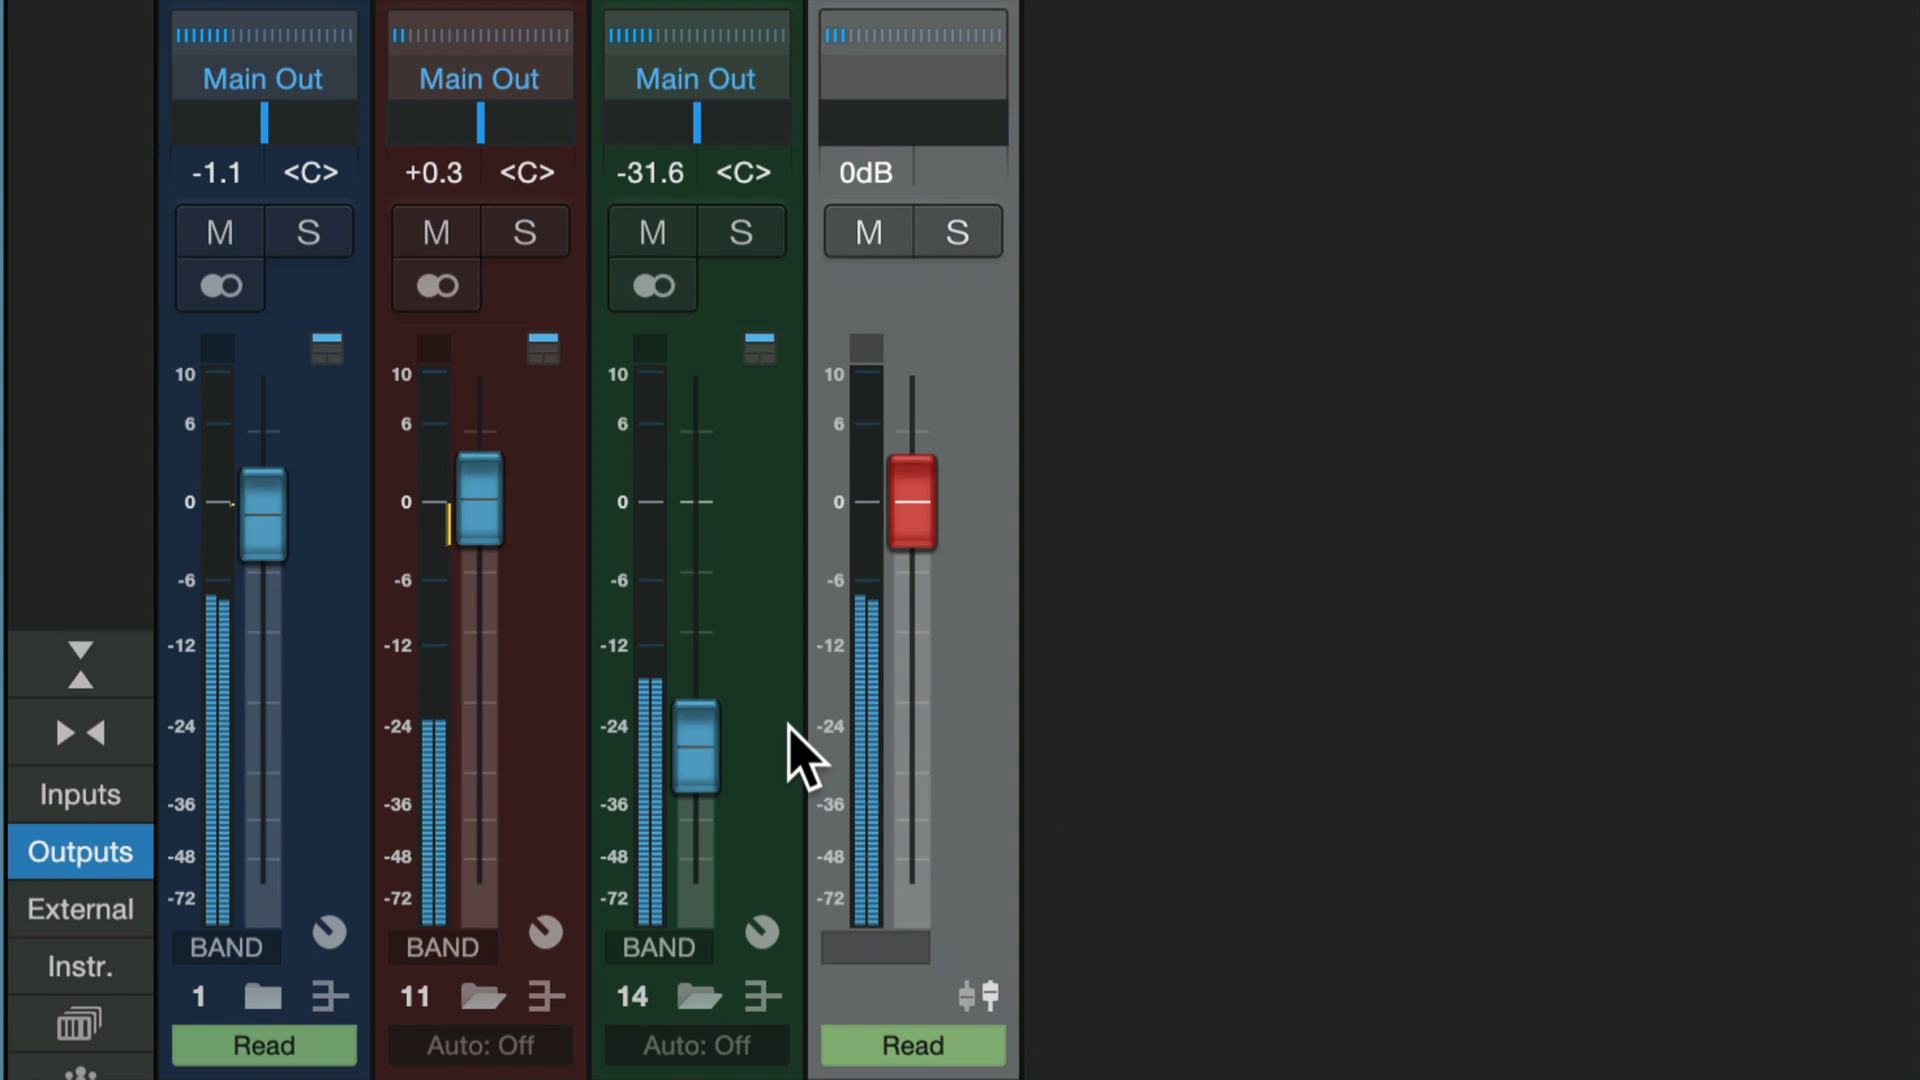 Main Out Main Out Main Out
-1.1 <C> +0.3 <C> -31.6 <C> 0dB
M S M S M S M S
10 10 10 10
6 6 6 6
0 0 0 0
-6 -6 -6 -6
-12 -12 -12 -12
-24 -24 -24 -24
Inputs -36 -36 -36 -36
Outputs -48 -48 -48 -48
External -72 -72 -72 -72
BAND BAND BAND
Instr.
1 11 14
Read Auto: Off Auto: Off Read